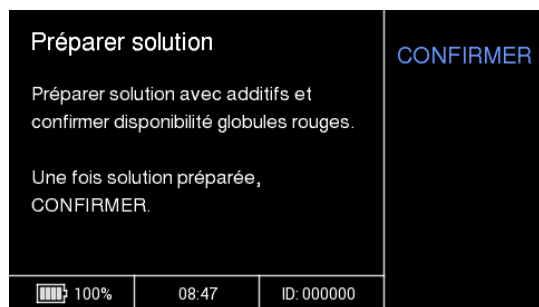 Préparer solution
CONFIRMER
Préparer solution avec additifs et
confirmer disponibilité globules rouges.
Une fois solution préparée,
CONFIRMER.
100%
08:47
ID: 000000